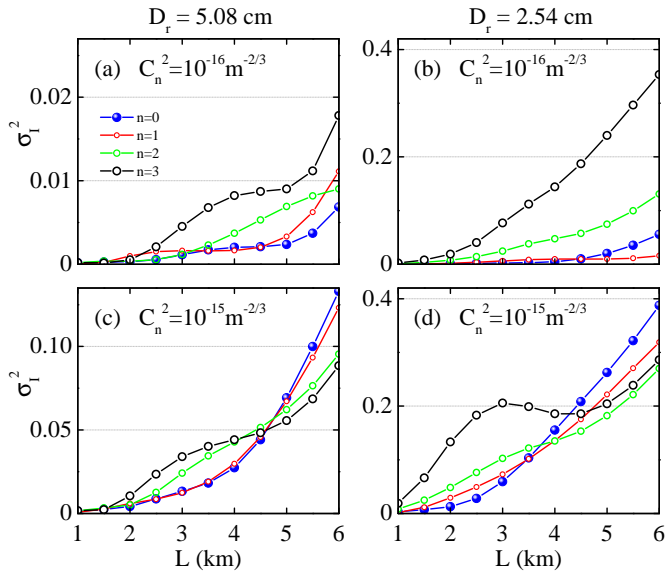 D_r = 5.08 cm
D_r = 2.54 cm
(a) C_n^2=10^-16 m^-2/3
(b) C_n^2=10^-16 m^-2/3
0.02
0.01
0
σ_I^2
n=0
n=1
n=2
n=3
0.4
0.2
0
(c) C_n^2=10^-15 m^-2/3
(d) C_n^2=10^-15 m^-2/3
0.10
0.05
0
σ_I^2
0.4
0.2
0
1 2 3 4 5 6
1 2 3 4 5 6
L (km)
L (km)